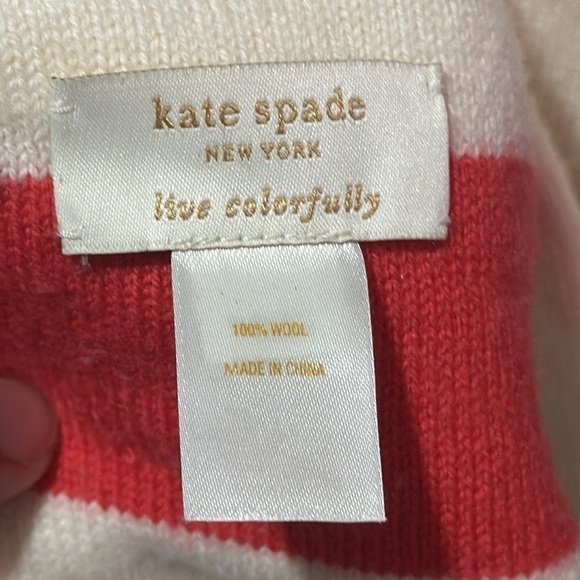 kate spade
NEW YORK
live colorfully
100% WOOL
MADE IN CHINA